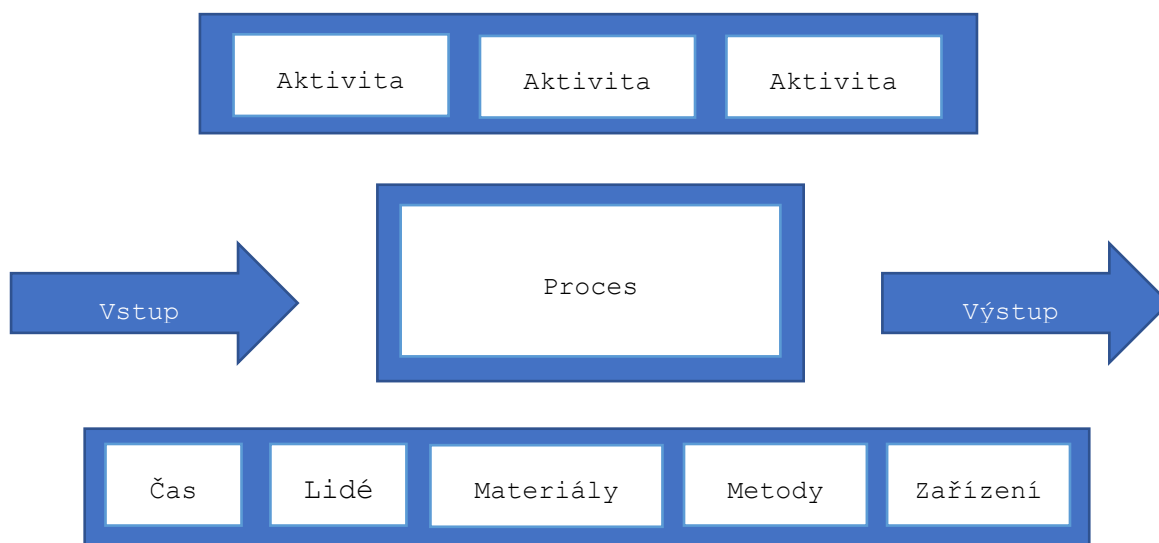 Aktivita Aktivita Aktivita
Proces
Vstup Výstup
Čas Lidé Materiály Metody Zařízení